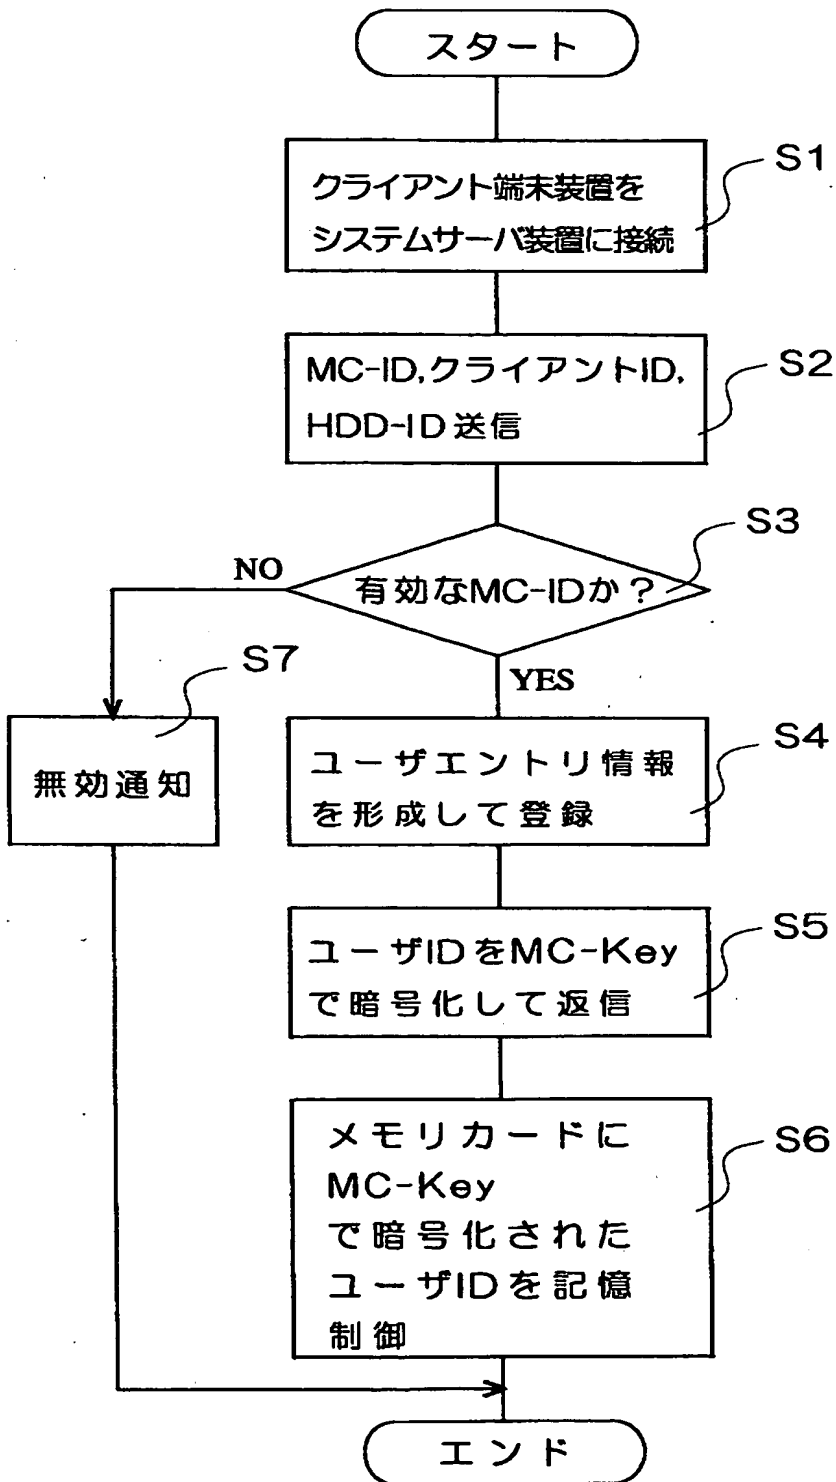 スタート
S1
クライアント端末装置を
システムサーバ装置に接続
S2
MC-ID,クライアントID,
HDD-ID送信
S3
有効なMC-IDか？
NO
YES
S7
無効通知
S4
ユーザエントリ情報
を形成して登録
S5
ユーザIDをMC-Key
で暗号化して返信
S6
メモリカードに
MC-Key
で暗号化された
ユーザIDを記憶
制御
エンド